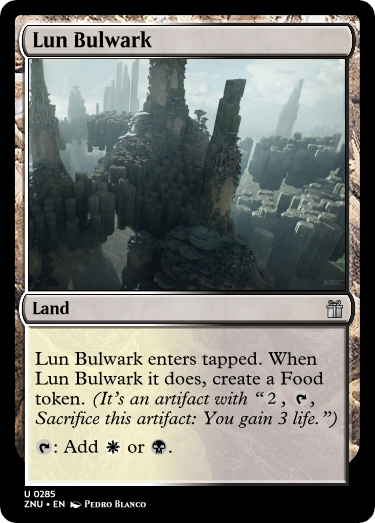 Lun Bulwark
Land
Lun Bulwark enters tapped. When
Lun Bulwark it does, create a Food
token. (It's an artifact with “2, ,
Sacrifice this artifact: You gain 3 life.”)
: Add or .
U 0285
ZNU • EN Pedro Blanco